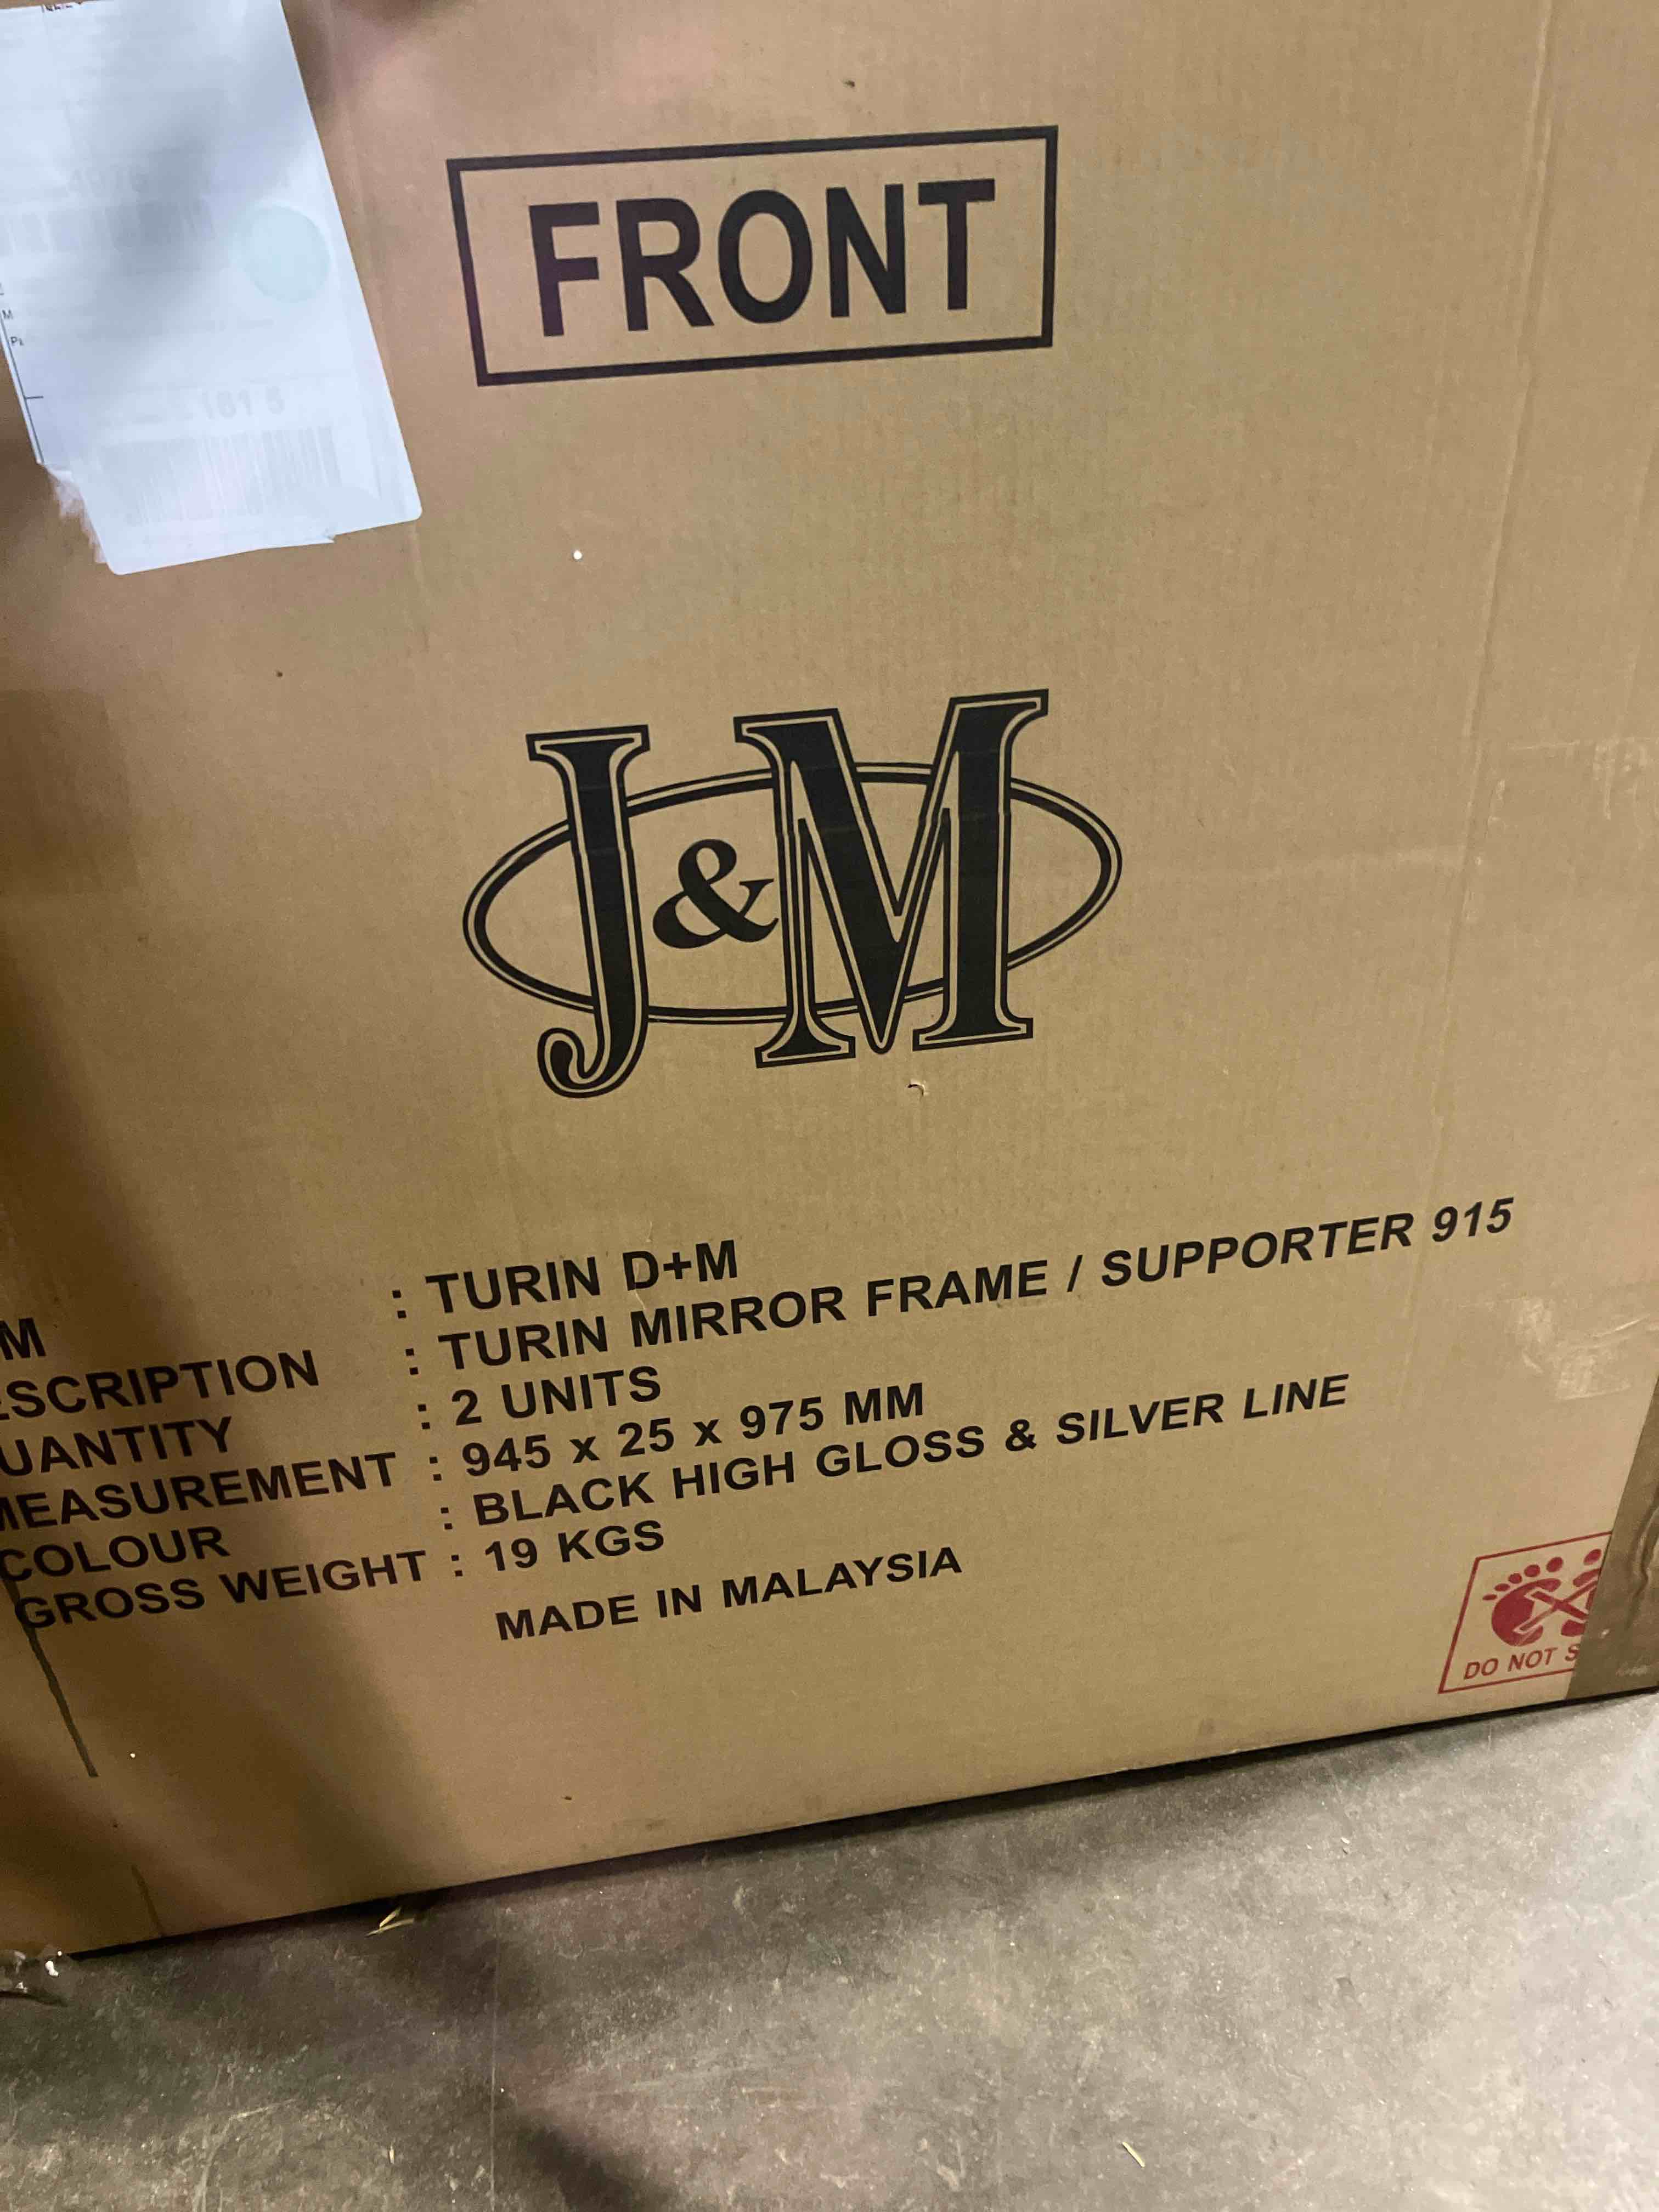 FRONT
J&M
M : TURIN D+M
ESCRIPTION : TURIN MIRROR FRAME / SUPPORTER 915
UANTITY : 2 UNITS
MEASUREMENT : 945 x 25 x 975 MM
COLOUR : BLACK HIGH GLOSS & SILVER LINE
GROSS WEIGHT : 19 KGS
MADE IN MALAYSIA
DO NOT S